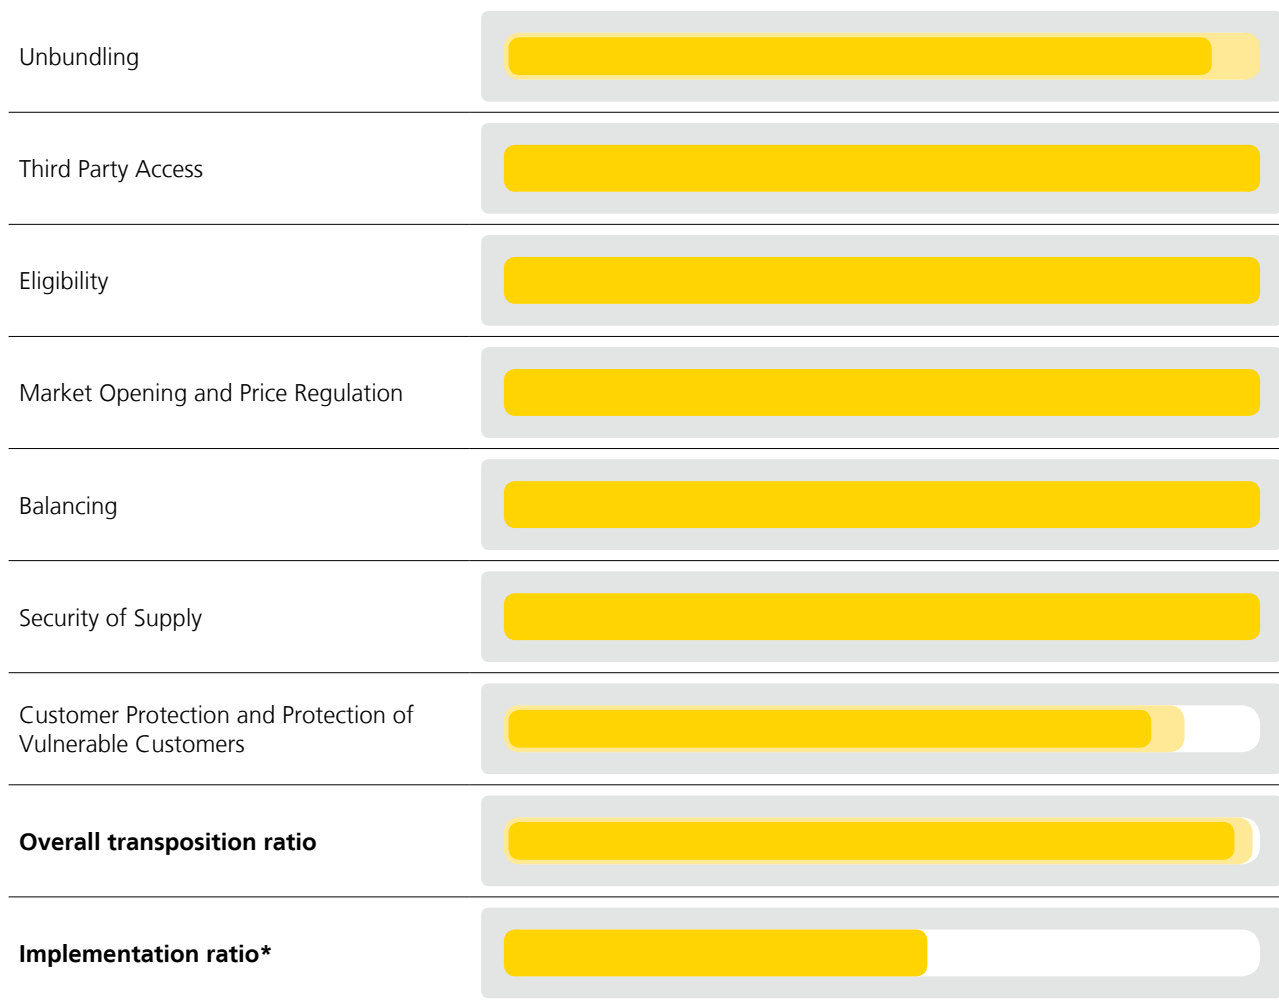 Unbundling
Third Party Access
Eligibility
Market Opening and Price Regulation
Balancing
Security of Supply
Customer Protection and Protection of
Vulnerable Customers
Overall transposition ratio
Implementation ratio*